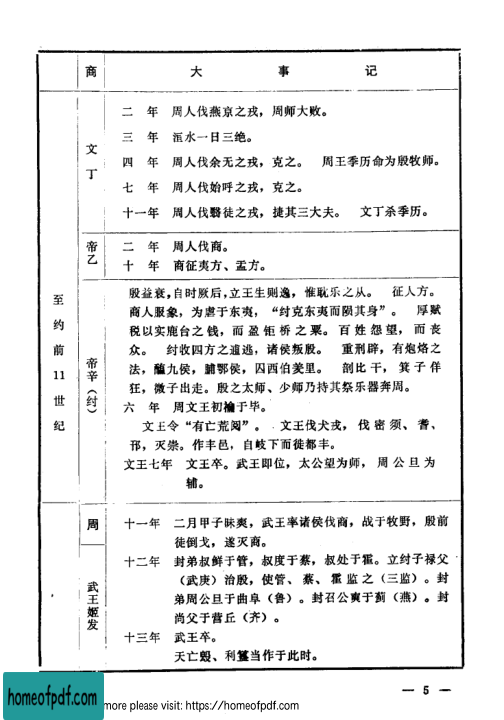 商 大 事 记
至约前11世纪
文丁
二 年 周人伐燕京之戎，周师大败。
三 年 洹水一日三绝。
四 年 周人伐余无之戎，克之。 周王季历命为殷牧师。
七 年 周人伐始呼之戎，克之。
十一年 周人伐翳徒之戎，捷其三大夫。 文丁杀季历。
帝乙
二 年 周人伐商。
十 年 商征夷方、盂方。
帝辛（纣）
殷益衰，自时厥后，立王生则逸，惟耽乐之从。 征人方。
商人服象，为虐于东夷，“纣克东夷而陨其身”。 厚赋
税以实鹿台之钱，而盈钜桥之粟。百姓怨望，而丧
众。 纣收四方之逋逃，诸侯叛殷。 重刑辟，有炮烙之
法，醢九侯，脯鄂侯，囚西伯羑里。 剖比干，箕子佯
狂，微子出走。殷之太师、少师乃持其祭乐器奔周。
六 年 周文王初禴于毕。
文王令“有亡荒阅”。 文王伐犬戎，伐密须、耆、
邘，灭崇。作丰邑，自岐下而徙都丰。
文王七年 文王卒。武王即位，太公望为师，周公旦为
辅。
周
武王姬发
十一年 二月甲子昧爽，武王率诸侯伐商，战于牧野，殷前
徒倒戈，遂灭商。
十二年 封弟叔鲜于管，叔度于蔡，叔处于霍。立纣子禄父
（武庚）治殷，使管、蔡、霍监之（三监）。封
弟周公旦于曲阜（鲁）。封召公奭于蓟（燕）。封
尚父于营丘（齐）。
十三年 武王卒。
天亡𣪘、利簋当作于此时。
— 5 —
homeofpdf.com
more please visit: https://homeofpdf.com